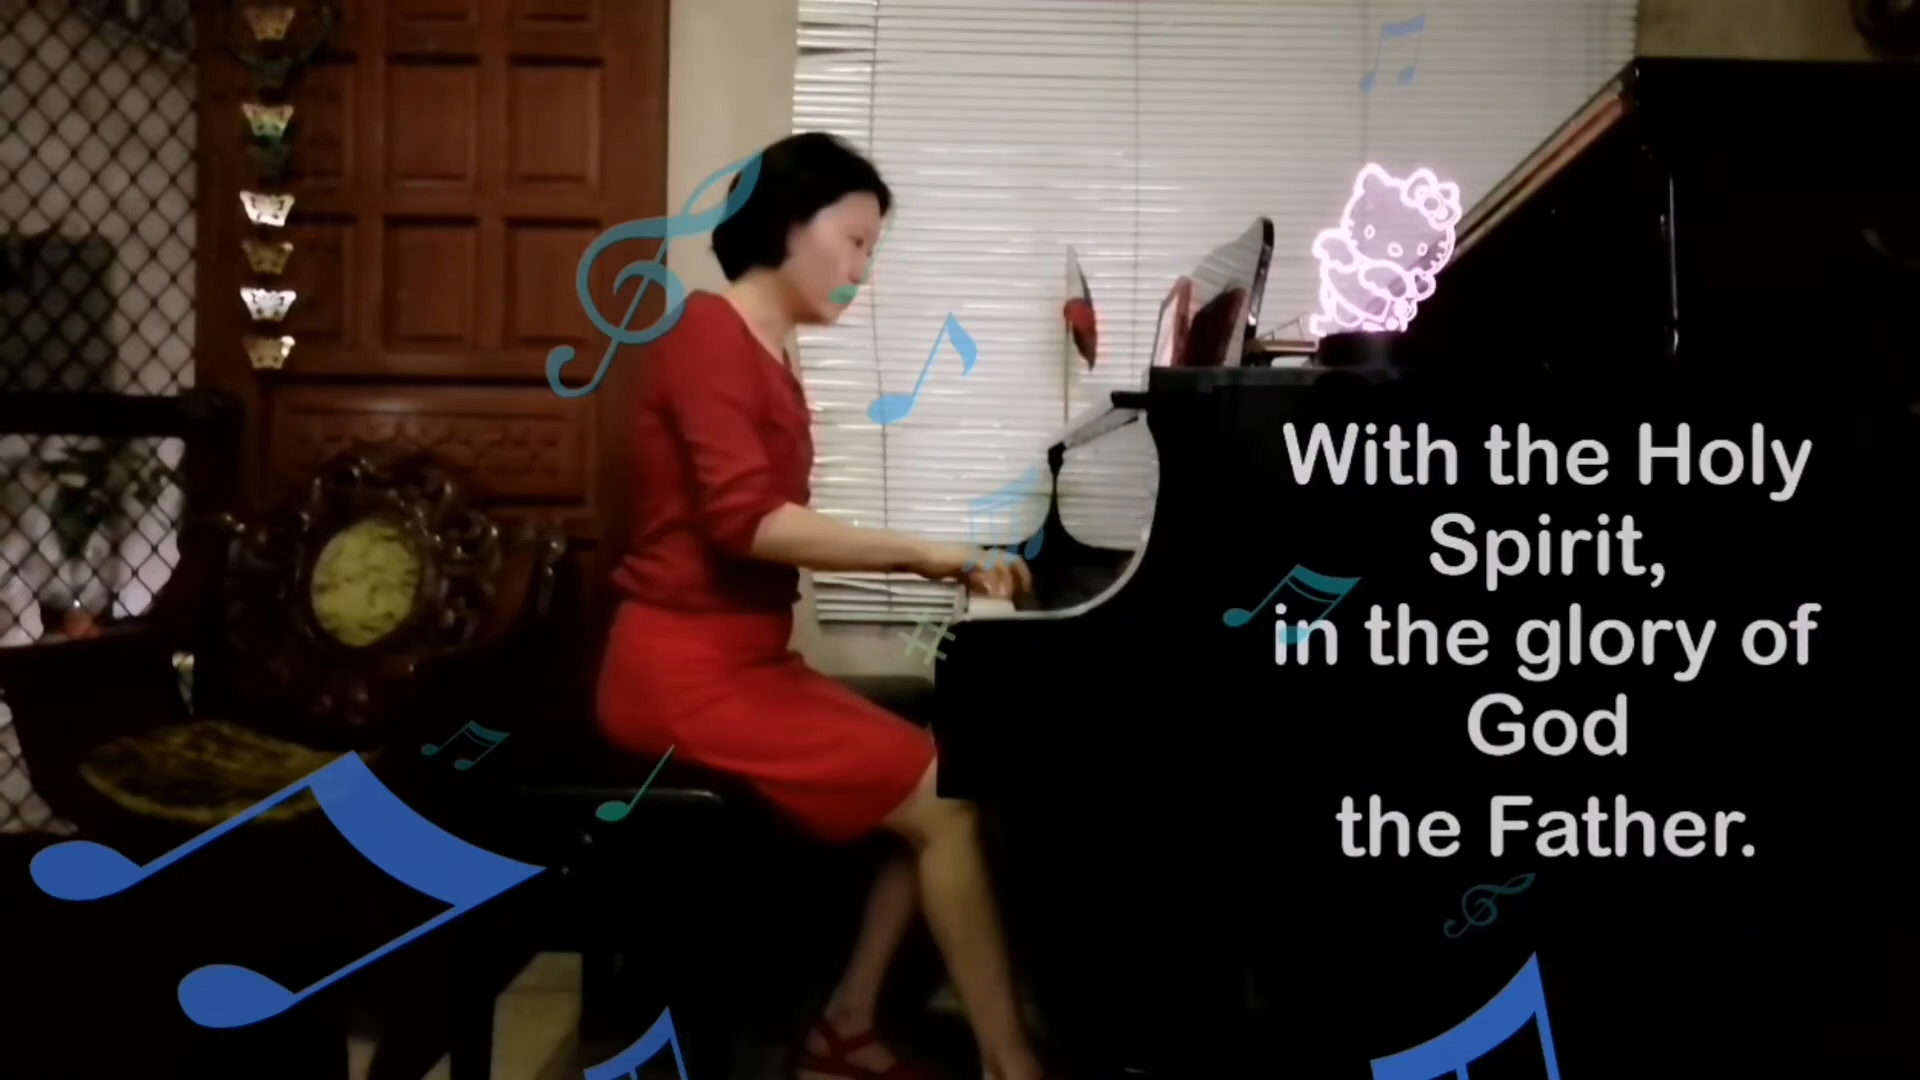 With the Holy
Spirit,
in the glory of
God
the Father.